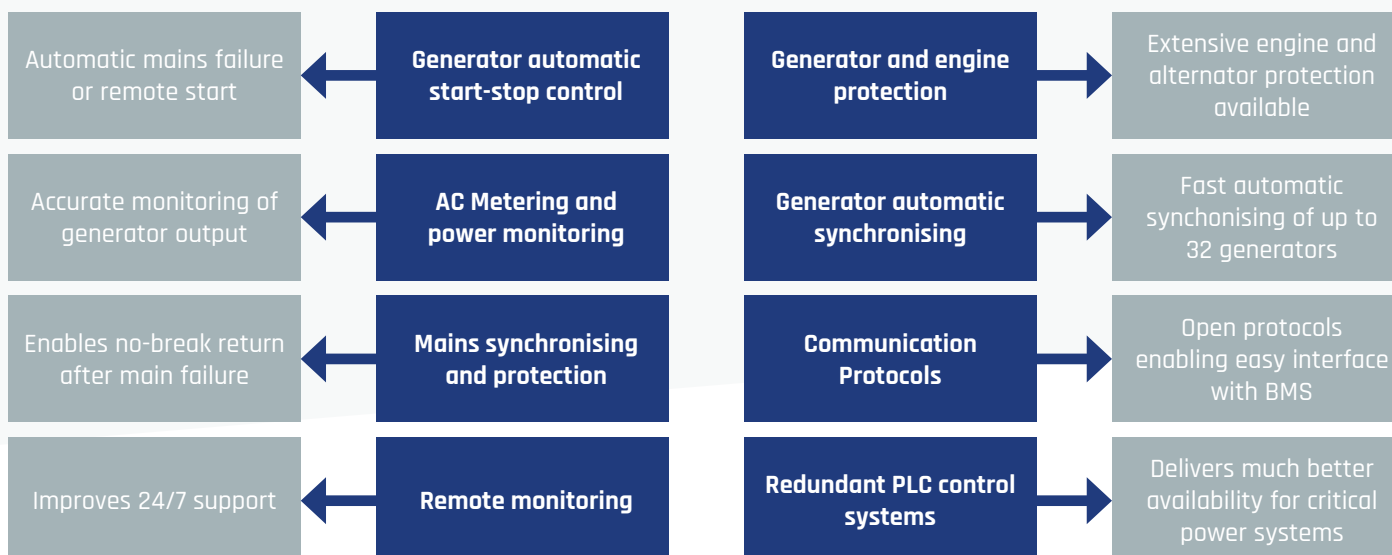 Automatic mains failure
or remote start
Generator automatic
start-stop control
Generator and engine
protection
Extensive engine and
alternator protection
available
Accurate monitoring of
generator output
AC Metering and
power monitoring
Generator automatic
synchronising
Fast automatic
synchonising of up to
32 generators
Enables no-break return
after main failure
Mains synchronising
and protection
Communication
Protocols
Open protocols
enabling easy interface
with BMS
Improves 24/7 support
Remote monitoring
Redundant PLC control
systems
Delivers much better
availability for critical
power systems